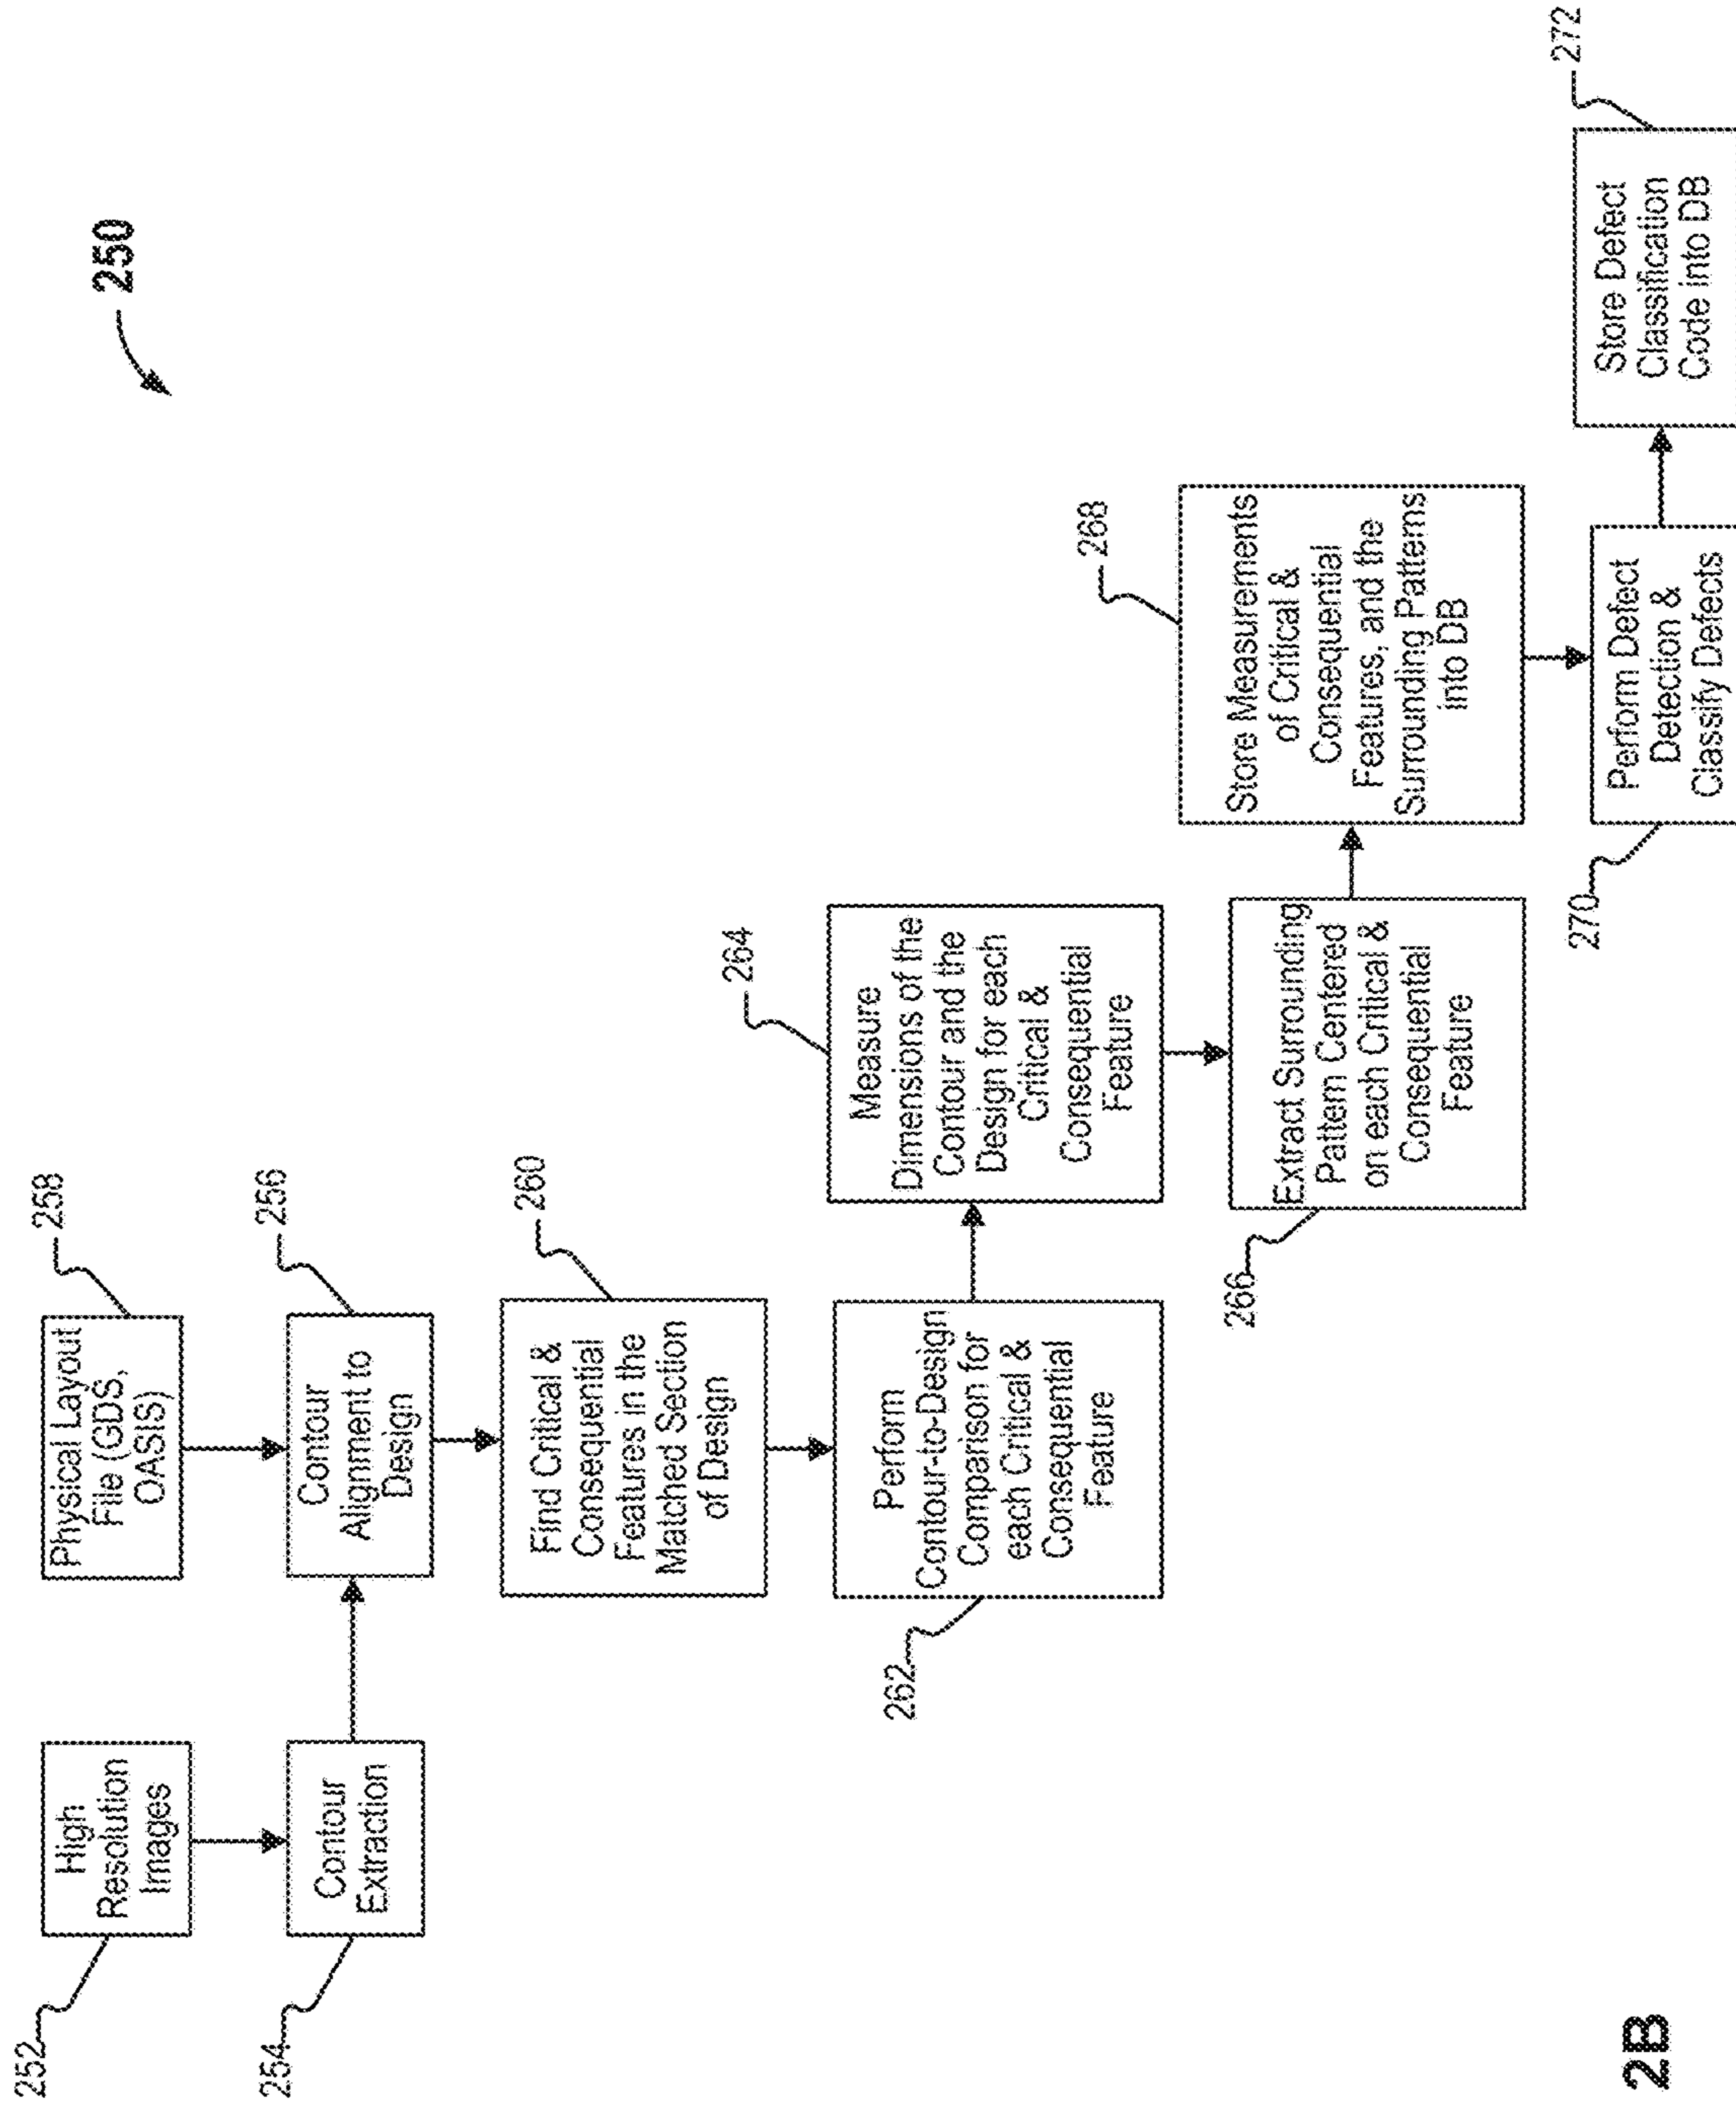 250
252
High
Resolution
Images
258
Physical Layout
File (GDS,
OASIS)
254
Contour
Extraction
256
Contour
Alignment to
Design
260
Find Critical &
Consequential
Features in the
Matched Section
of Design
262
Perform
Contour-to-Design
Comparison for
each Critical &
Consequential
Feature
264
Measure
Dimensions of the
Contour and the
Design for each
Critical &
Consequential
Feature
266
Extract Surrounding
Pattern Centered
on each Critical &
Consequential
Feature
268
Store Measurements
of Critical &
Consequential
Features, and the
Surrounding Patterns
into DB
270
Perform Defect
Detection &
Classify Defects
272
Store Defect
Classification
Code into DB
2B